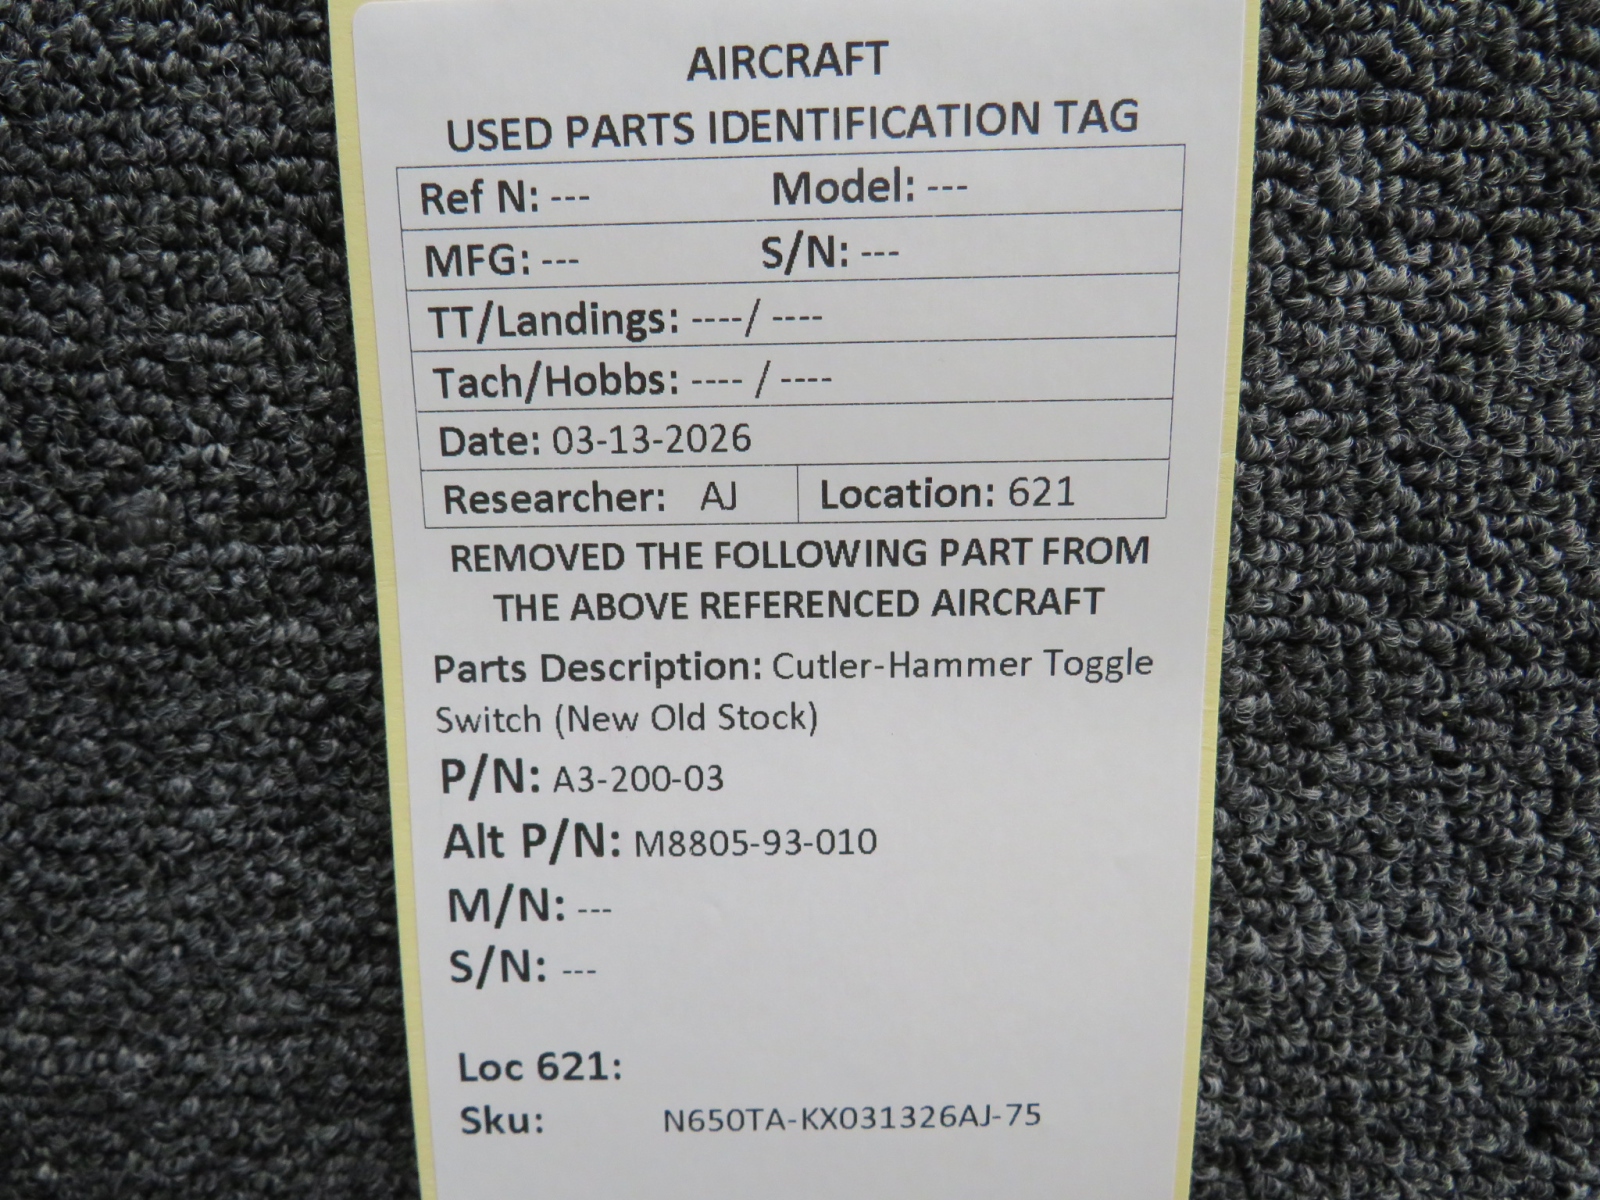 AIRCRAFT
USED PARTS IDENTIFICATION TAG
Ref N: --- Model: ---
MFG: --- S/N: ---
TT/Landings: ----/ ----
Tach/Hobbs: ---- / ----
Date: 03-13-2026
Researcher: AJ Location: 621
REMOVED THE FOLLOWING PART FROM
THE ABOVE REFERENCED AIRCRAFT
Parts Description: Cutler-Hammer Toggle
Switch (New Old Stock)
P/N: A3-200-03
Alt P/N: M8805-93-010
M/N: ---
S/N: ---
Loc 621:
Sku: N650TA-KX031326AJ-75